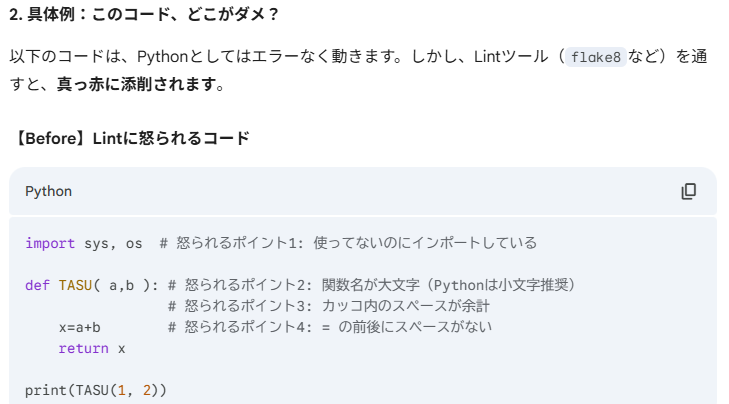 2. 具体例：このコード、どこがダメ？
以下のコードは、Pythonとしてはエラーなく動きます。しかし、Lintツール（flake8など）を通
すと、真っ赤に添削されます。
【Before】Lintに怒られるコード
Python
import sys, os  # 怒られるポイント1: 使ってないのにインポートしている
def TASU( a,b ): # 怒られるポイント2: 関数名が大文字（Pythonは小文字推奨）
                 # 怒られるポイント3: カッコ内のスペースが余計
    x=a+b        # 怒られるポイント4: = の前後にスペースがない
    return x
print(TASU(1, 2))